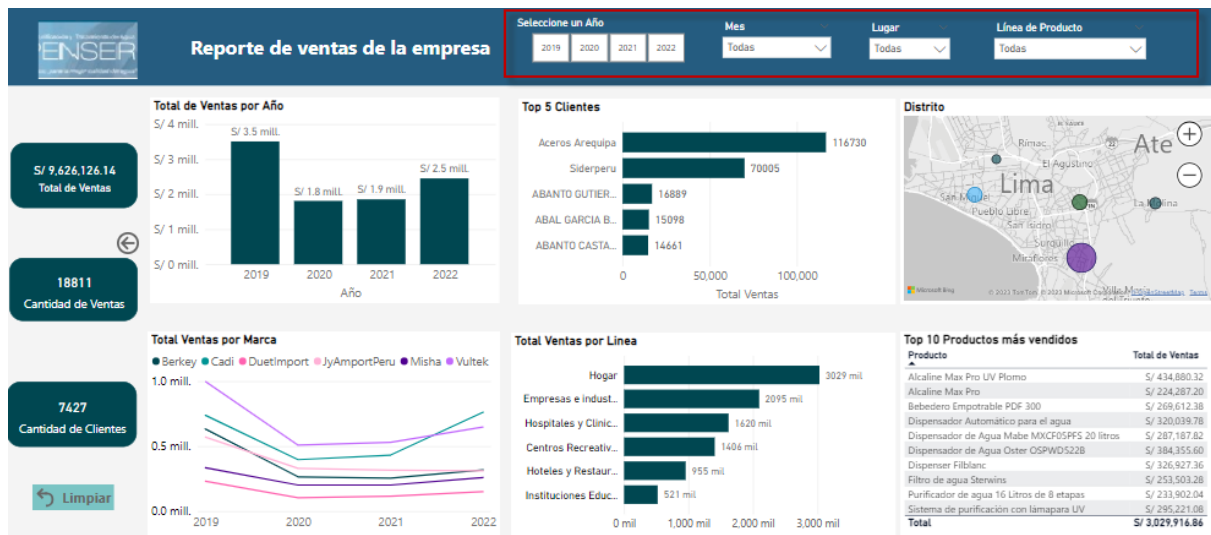 PENSER
Reporte de ventas de la empresa
Seleccione un Año
2019 2020 2021 2022
Mes
Todas
Lugar
Todas
Línea de Producto
Todas
S/ 9,626,126.14
Total de Ventas
18811
Cantidad de Ventas
7427
Cantidad de Clientes
Limpiar
Total de Ventas por Año
S/ 4 mill.
S/ 3 mill.
S/ 2 mill.
S/ 1 mill.
S/ 0 mill.
S/ 3.5 mill.
S/ 1.8 mill.
S/ 1.9 mill.
S/ 2.5 mill.
2019 2020 2021 2022
Año
Top 5 Clientes
Aceros Arequipa 116730
Siderperu 70005
ABANTO GUTIER... 16889
ABAL GARCIA B... 15098
ABANTO CASTA... 14661
0 50,000 100,000
Total Ventas
Distrito
Rímac
Ate
22
El Agustino
Lima
San Miguel
La Molina
Pueblo Libre
San Isidro
Surquillo
Miraflores
Microsoft Bing
© 2023 TomTom, © 2023 Microsoft Corporation, © OpenStreetMap Terms
Total Ventas por Marca
Berkey Cadi DuetImport JyAmportPeru Misha Vultek
1.0 mill.
0.5 mill.
0.0 mill.
2019 2020 2021 2022
Total Ventas por Linea
Hogar 3029 mil
Empresas e indust... 2095 mil
Hospitales y Clinic... 1620 mil
Centros Recreativ... 1406 mil
Hoteles y Restaur... 955 mil
Instituciones Educ... 521 mil
0 mil 1,000 mil 2,000 mil 3,000 mil
Top 10 Productos más vendidos
Producto Total de Ventas
Alcaline Max Pro UV Plomo S/ 434,880.32
Alcaline Max Pro S/ 224,287.20
Bebedero Empotrable PDF 300 S/ 269,612.38
Dispensador Automático para el agua S/ 320,039.78
Dispensador de Agua Mabe MXCF05PFS 20 litros S/ 287,187.82
Dispensador de Agua Oster OSPWD522B S/ 384,355.60
Dispenser Filblanc S/ 326,927.36
Filtro de agua Sterwins S/ 253,503.28
Purificador de agua 16 Litros de 8 etapas S/ 233,902.04
Sistema de purificación con lámapara UV S/ 295,221.08
Total S/ 3,029,916.86